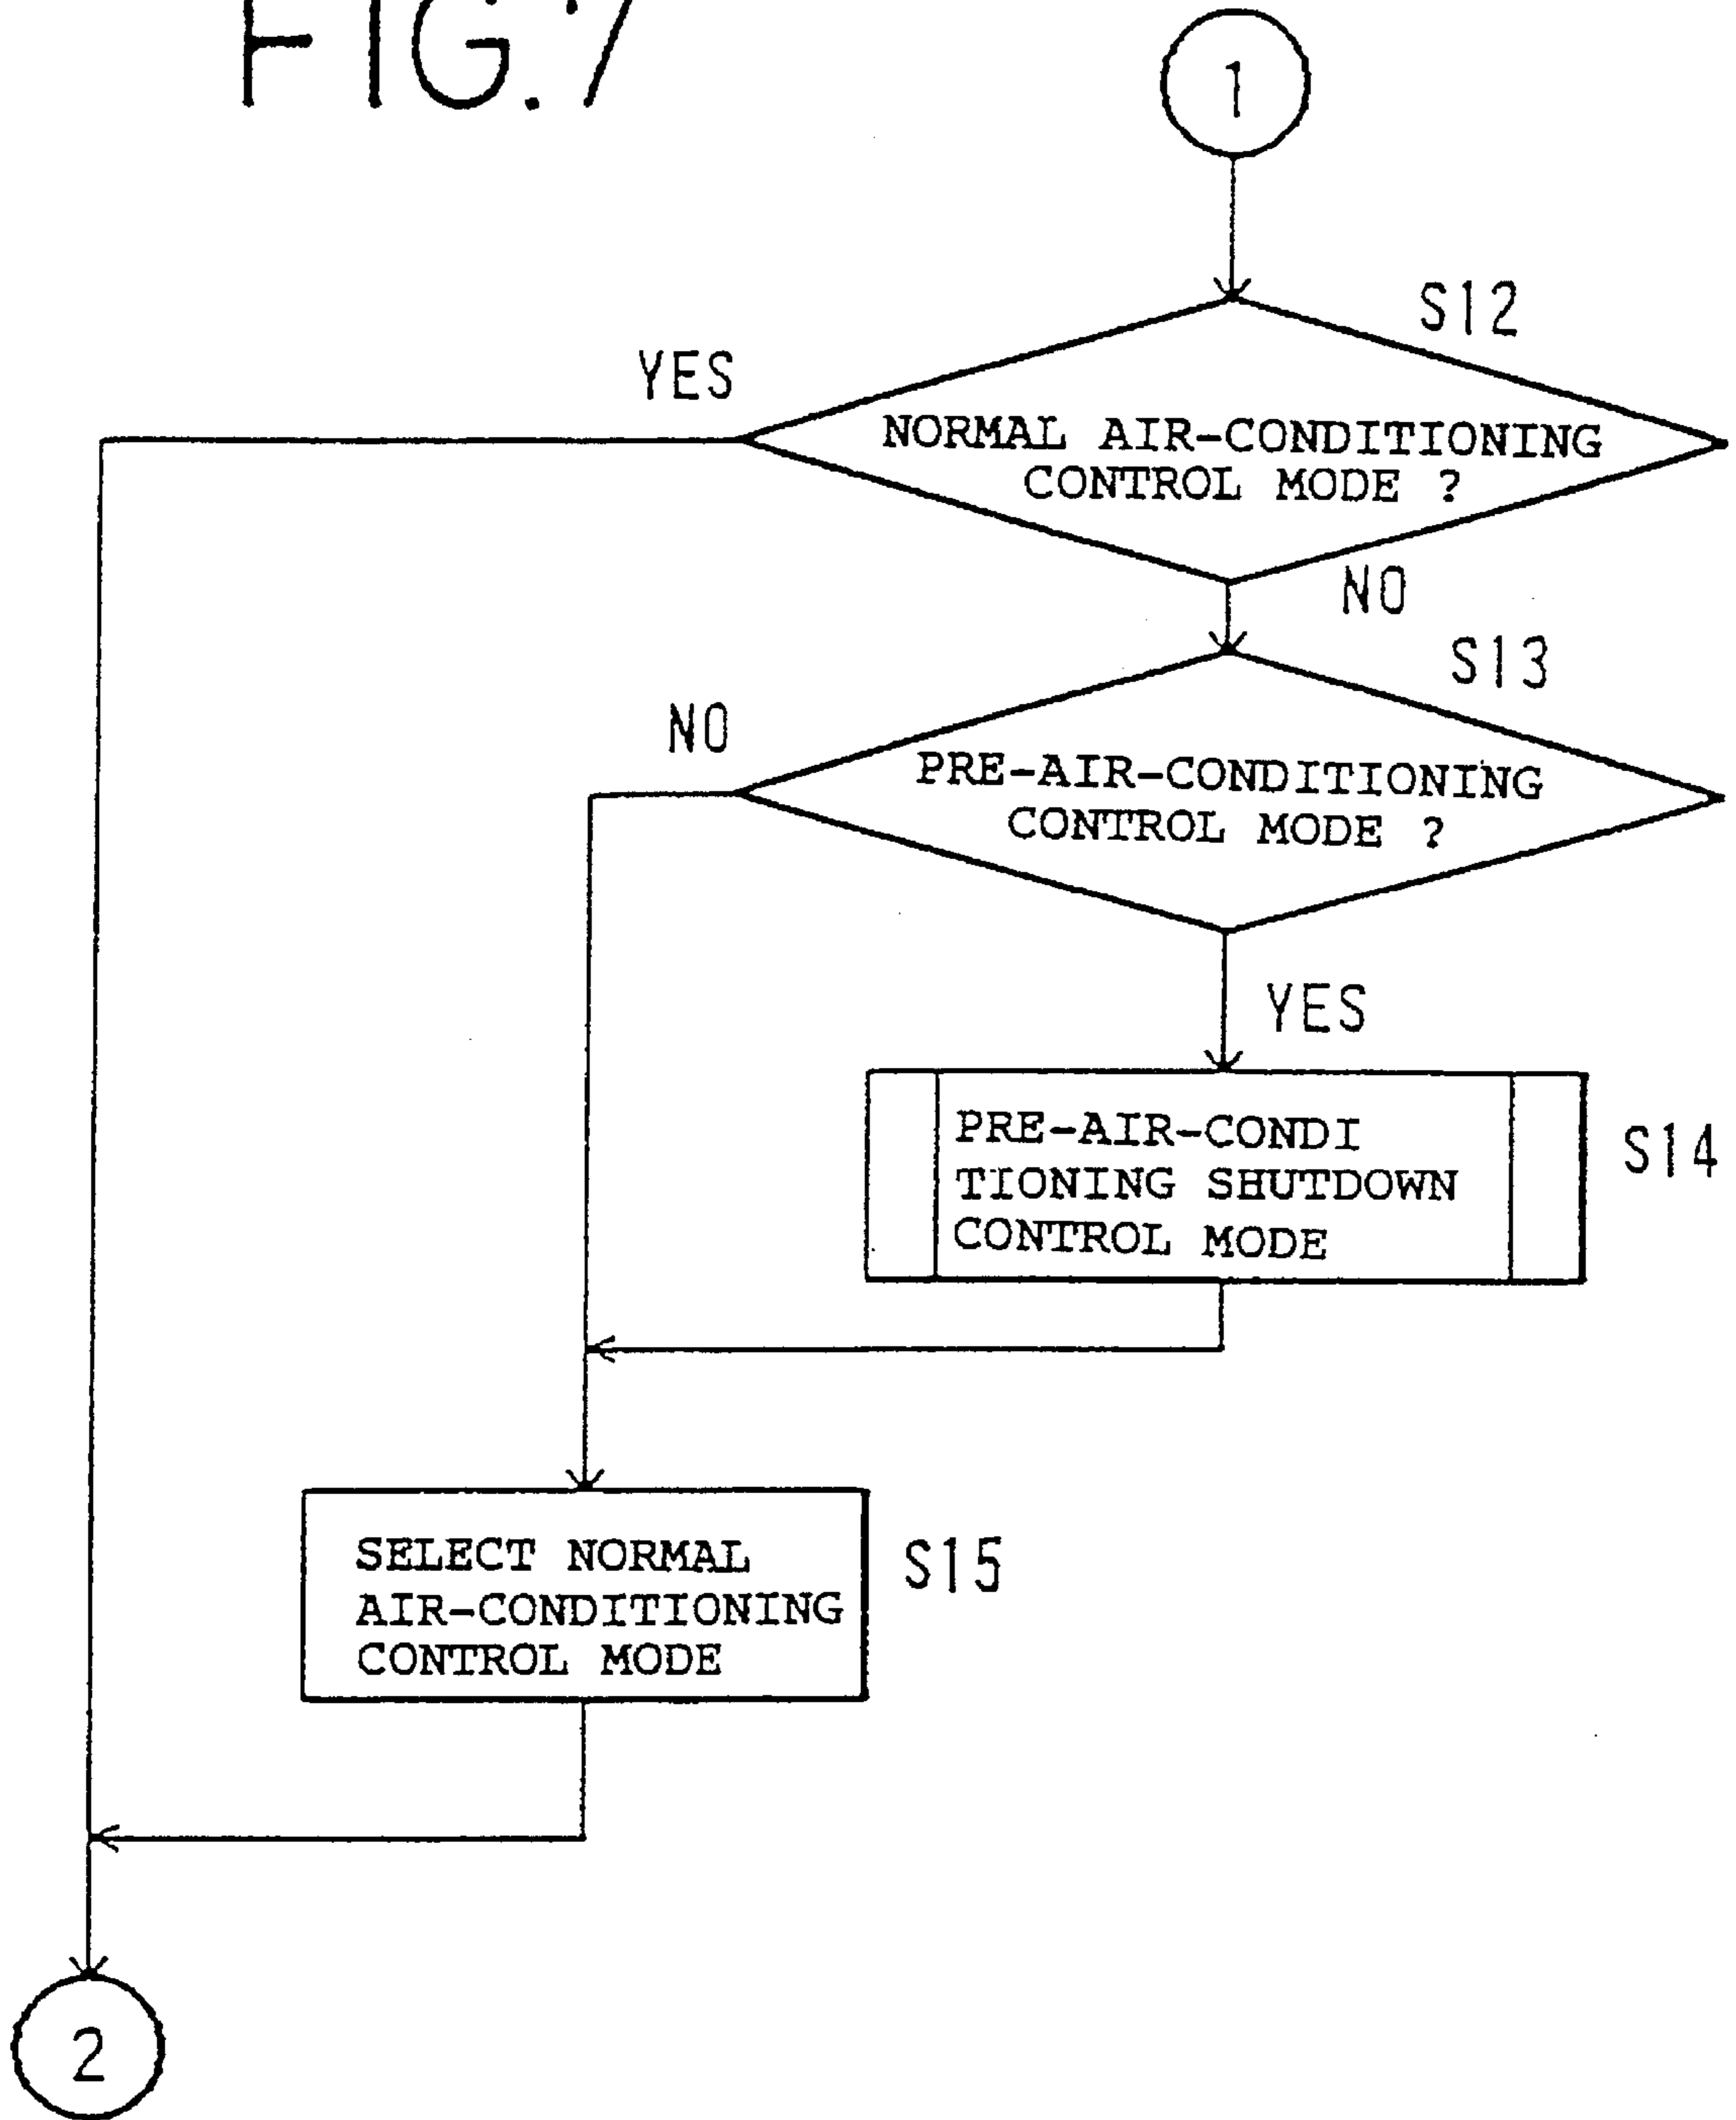 FIG.7
1
S12
YES
NORMAL AIR-CONDITIONING
CONTROL MODE ?
NO
S13
NO
PRE-AIR-CONDITIONING
CONTROL MODE ?
YES
PRE-AIR-CONDI
TIONING SHUTDOWN
CONTROL MODE
S14
SELECT NORMAL
AIR-CONDITIONING
CONTROL MODE
S15
2